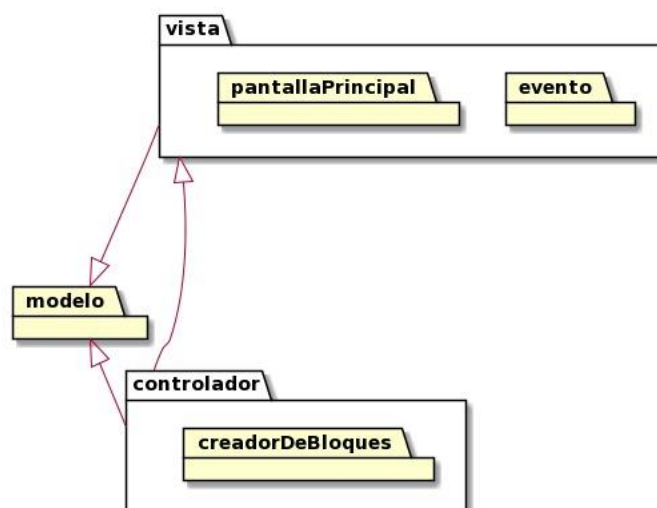 vista
pantallaPrincipal
evento
modelo
controlador
creadorDeBloques